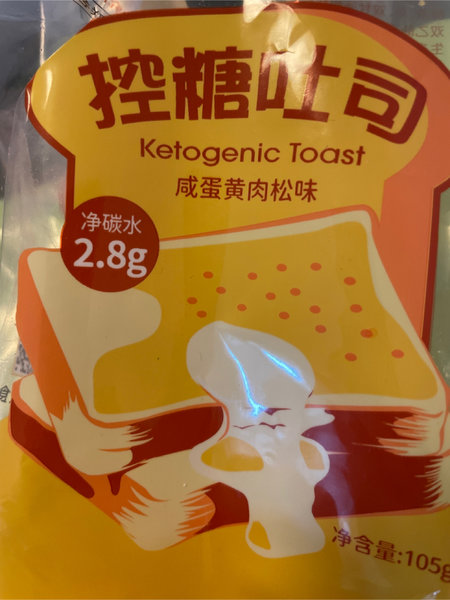 控糖吐司
Ketogenic Toast
咸蛋黄肉松味
净碳水
2.8g
净含量:105g